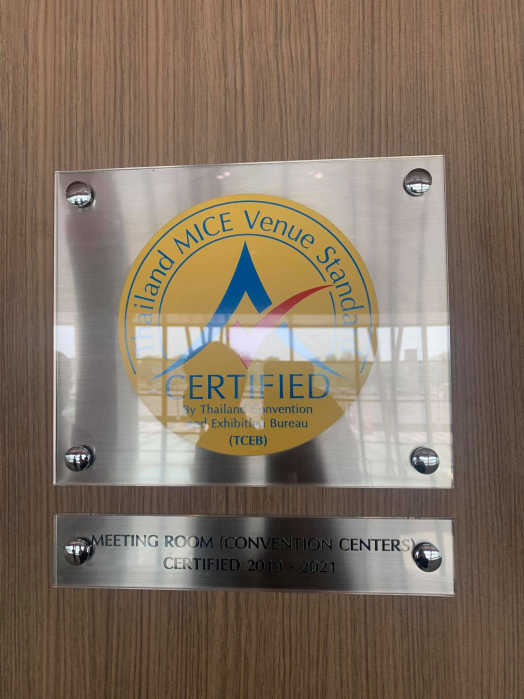 Thailand MICE Venue Standard
CERTIFIED
By Thailand Convention
and Exhibition Bureau
(TCEB)
MEETING ROOM (CONVENTION CENTERS)
CERTIFIED 2019 - 2021